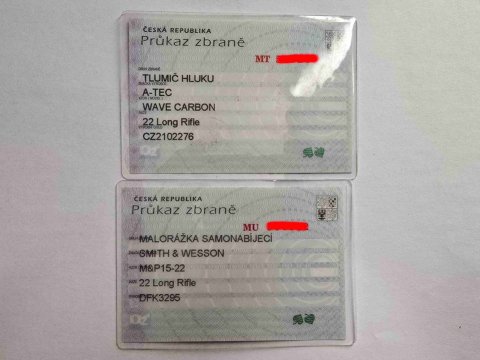 ČESKÁ REPUBLIKA
Průkaz zbraně
MT
TLUMIČ HLUKU
A-TEC
WAVE CARBON
22 Long Rifle
CZ2102276
ČESKÁ REPUBLIKA
Průkaz zbraně
MU
MALORÁŽKA SAMONABÍJECÍ
SMITH & WESSON
M&P15-22
22 Long Rifle
DFK3295